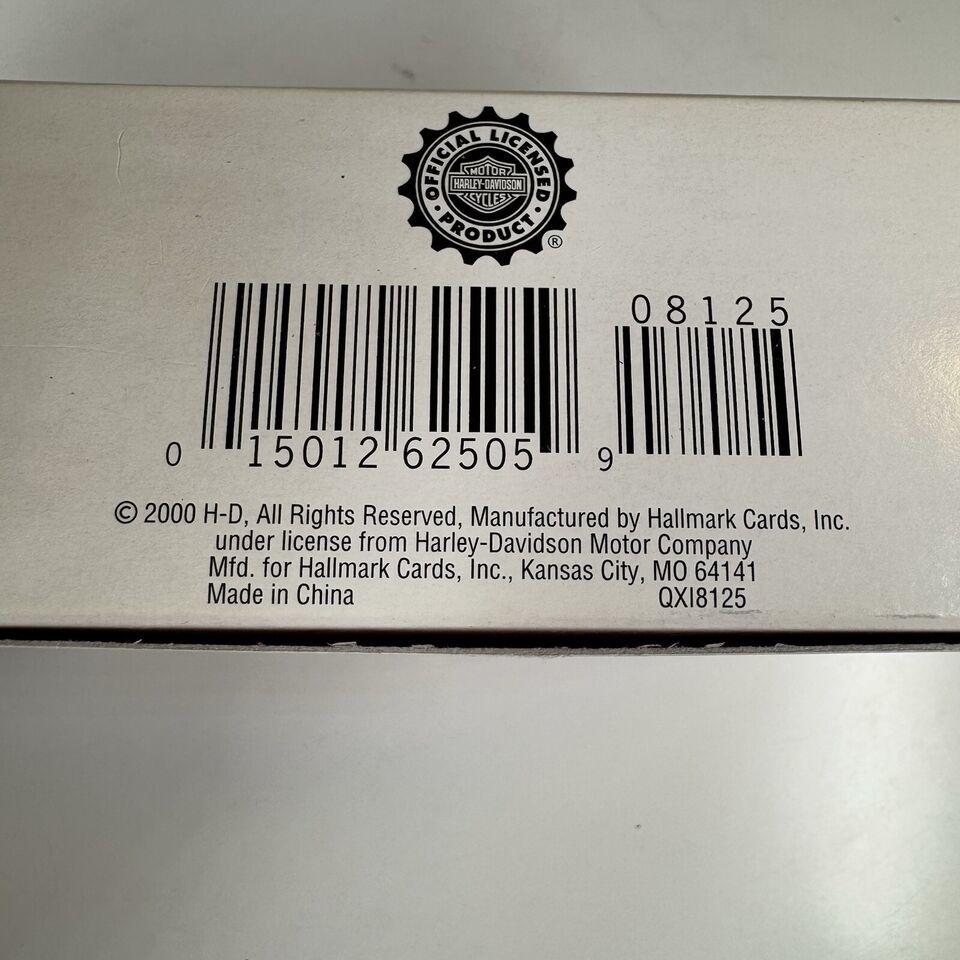 OFFICIAL LICENSED
MOTOR
HARLEY-DAVIDSON
CYCLES
PRODUCT
®
08125
0 15012 62505 9
© 2000 H-D, All Rights Reserved, Manufactured by Hallmark Cards, Inc.
under license from Harley-Davidson Motor Company
Mfd. for Hallmark Cards, Inc., Kansas City, MO 64141
Made in China QXI8125